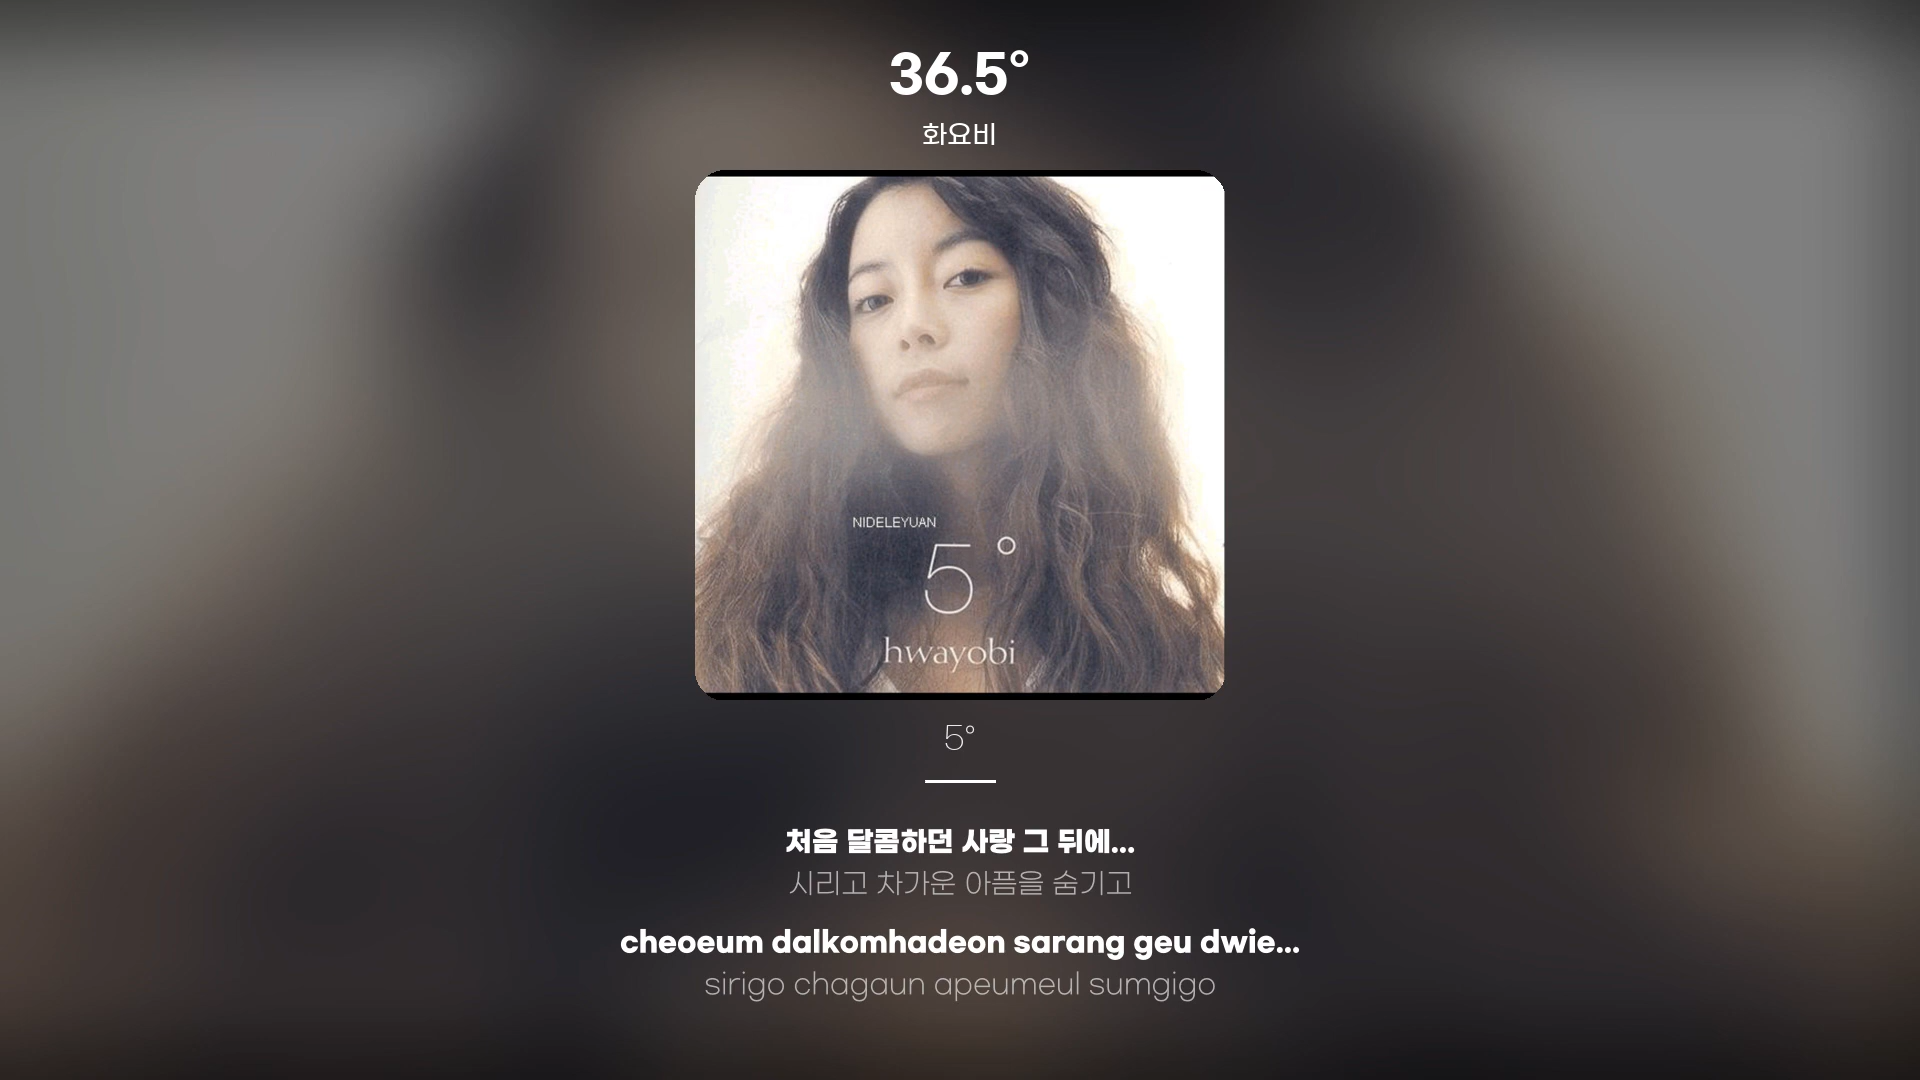 36.5°
화요비
NIDELEYUAN
5°
hwayobi
5°
처음 달콤하던 사랑 그 뒤에...
시리고 차가운 아픔을 숨기고
cheoeum dalkomhadeon sarang geu dwie...
sirigo chagaun apeumeul sumgigo